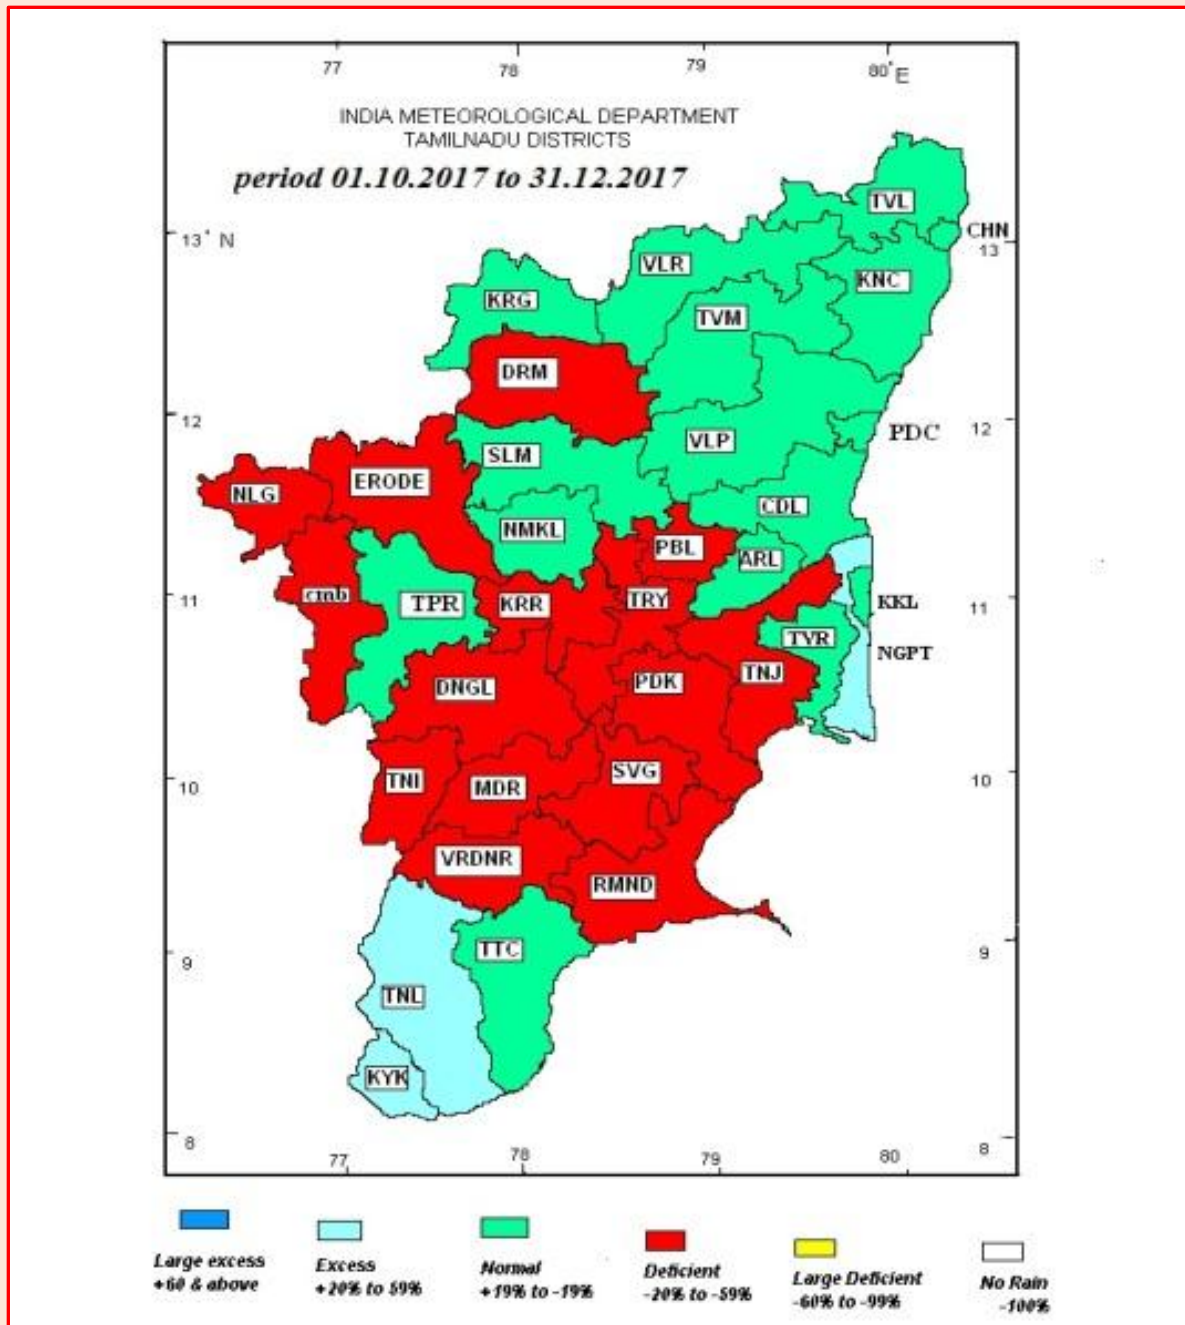 77 78 79 80° E
INDIA METEOROLOGICAL DEPARTMENT
TAMILNADU DISTRICTS
period 01.10.2017 to 31.12.2017
TVL
CHN
13° N
13
VLR
KNC
KRG
TVM
DRM
12
12
PDC
VLP
SLM
ERODE
NLG
CDL
NMKL
PBL
ARL
11
cmb
TPR
KRR
TRY
KKL
11
TYR
NGPT
DNGL
PDK
TNJ
10
TNI
MDR
SVG
10
VRDNR
RMND
9
TTC
9
TNL
KYK
8
8
77 78 79 80
Large excess
+60 & above
Excess
+20% to 59%
Normal
+19% to -19%
Deficient
-20% to -59%
Large Deficient
-60% to -99%
No Rain
-100%